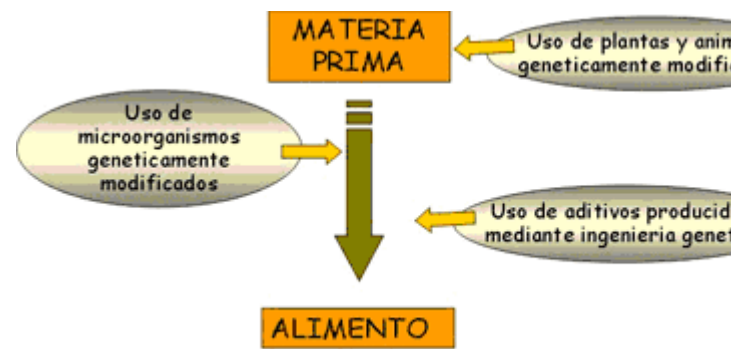 MATERIA
PRIMA
Uso de plantas y
geneticamente
Uso de
microorganismos
geneticamente
modificados
Uso de aditivos
mediante ingenieria
ALIMENTO